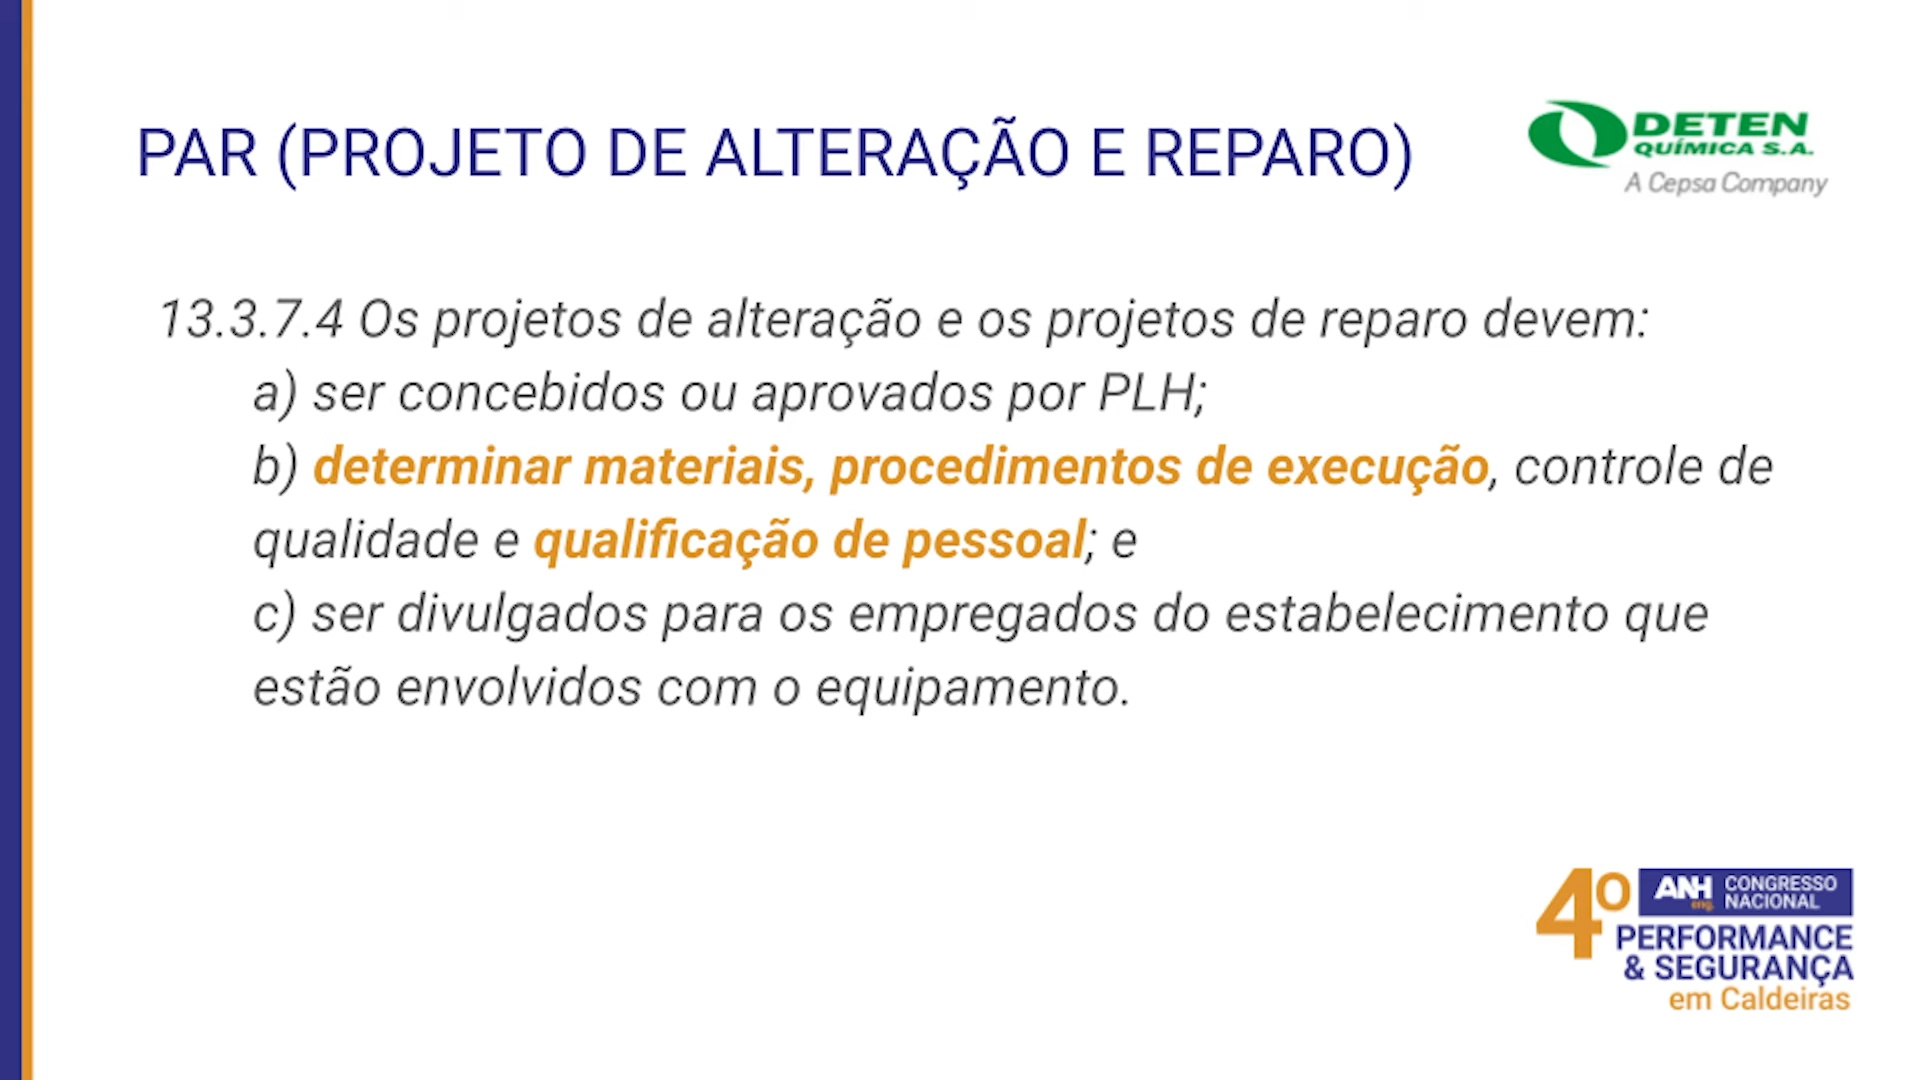 PAR (PROJETO DE ALTERAÇÃO E REPARO)
DETEN
QUÍMICA S.A.
A Cepsa Company
13.3.7.4 Os projetos de alteração e os projetos de reparo devem:
a) ser concebidos ou aprovados por PLH;
b) determinar materiais, procedimentos de execução, controle de
qualidade e qualificação de pessoal; e
c) ser divulgados para os empregados do estabelecimento que
estão envolvidos com o equipamento.
4º ANH eng. CONGRESSO
NACIONAL
PERFORMANCE
& SEGURANÇA
em Caldeiras